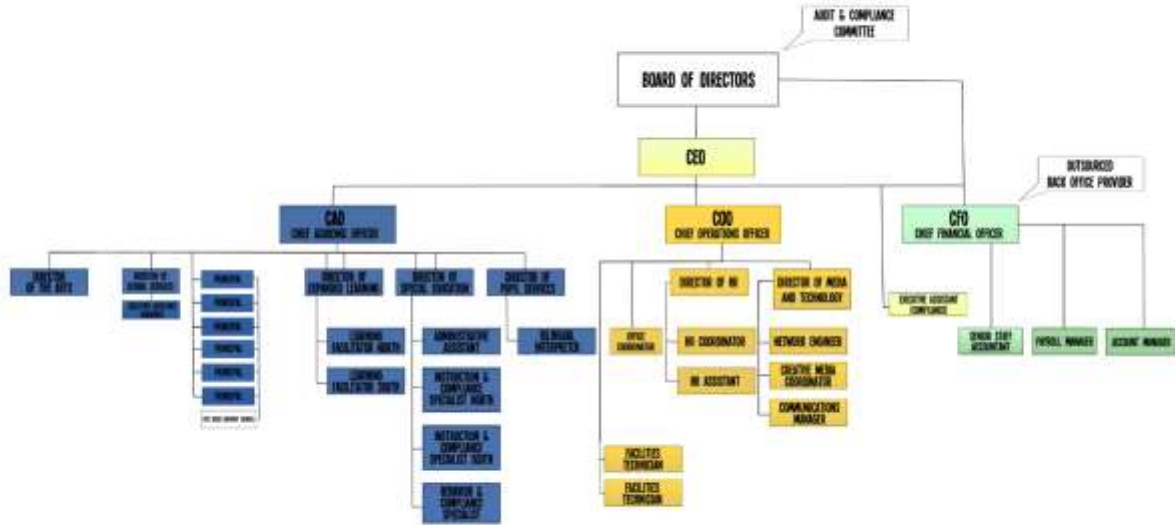 AUDIT & COMPLIANCE
COMMITTEE
BOARD OF DIRECTORS
CEO
OUTSOURCED
BACK OFFICE PROVIDER
CAO
CHIEF ACADEMIC OFFICER
COO
CHIEF OPERATIONS OFFICER
CFO
CHIEF FINANCIAL OFFICER
DIRECTOR
OF THE ARTS
DIRECTOR OF
PRINCIPAL
PRINCIPAL
PRINCIPAL
PRINCIPAL
PRINCIPAL
PRINCIPAL
DIRECTOR OF
EXPANDED LEARNING
LEARNING
FACILITATOR NORTH
LEARNING
FACILITATOR SOUTH
DIRECTOR OF
SPECIAL EDUCATION
ADMINISTRATIVE
ASSISTANT
INSTRUCTION &
COMPLIANCE
SPECIALIST NORTH
INSTRUCTION &
COMPLIANCE
SPECIALIST SOUTH
BEHAVIOR &
COMPLIANCE
SPECIALIST
DIRECTOR OF
PUPIL SERVICES
BILINGUAL
INTERPRETER
OFFICE
COORDINATOR
DIRECTOR OF HR
HR COORDINATOR
HR ASSISTANT
DIRECTOR OF MEDIA
AND TECHNOLOGY
NETWORK ENGINEER
CREATIVE MEDIA
COORDINATOR
COMMUNICATIONS
MANAGER
FACILITIES
TECHNICIAN
FACILITIES
TECHNICIAN
EXECUTIVE ASSISTANT
COMPLIANCE
SENIOR STAFF
ACCOUNTANT
PAYROLL MANAGER
ACCOUNT MANAGER